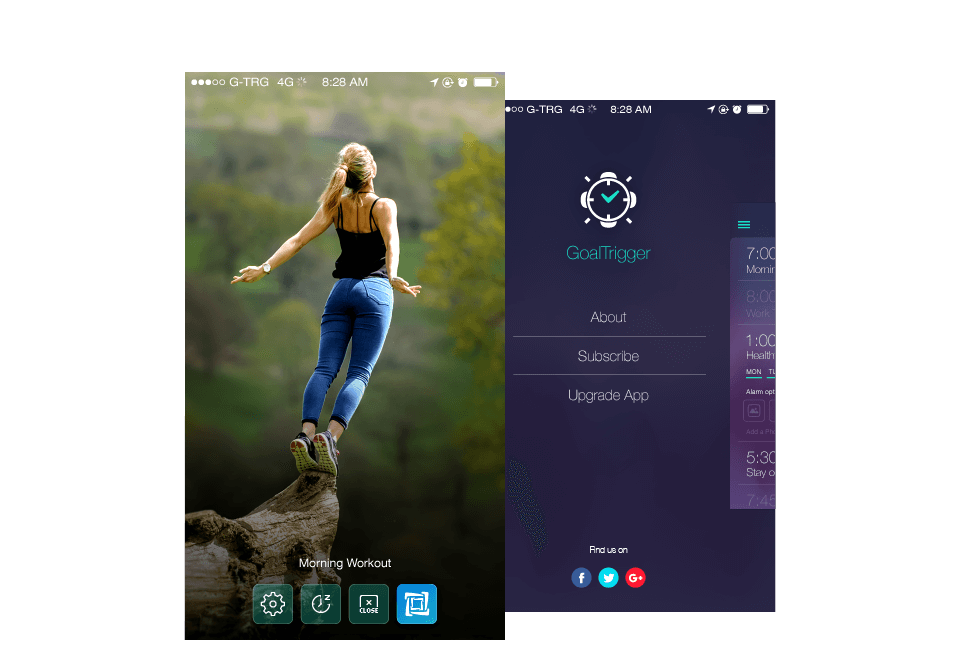 G-TRG 4G 8:28 AM
Morning Workout
z
CLOSE
G-TRG 4G 8:28 AM
GoalTrigger
About
Subscribe
Upgrade App
Find us on
f
G+
7:00
Mornin
8:00
Work
1:00
Health
MON TU
Alarm opt
Add a Pho
5:30
Stay o
7:45